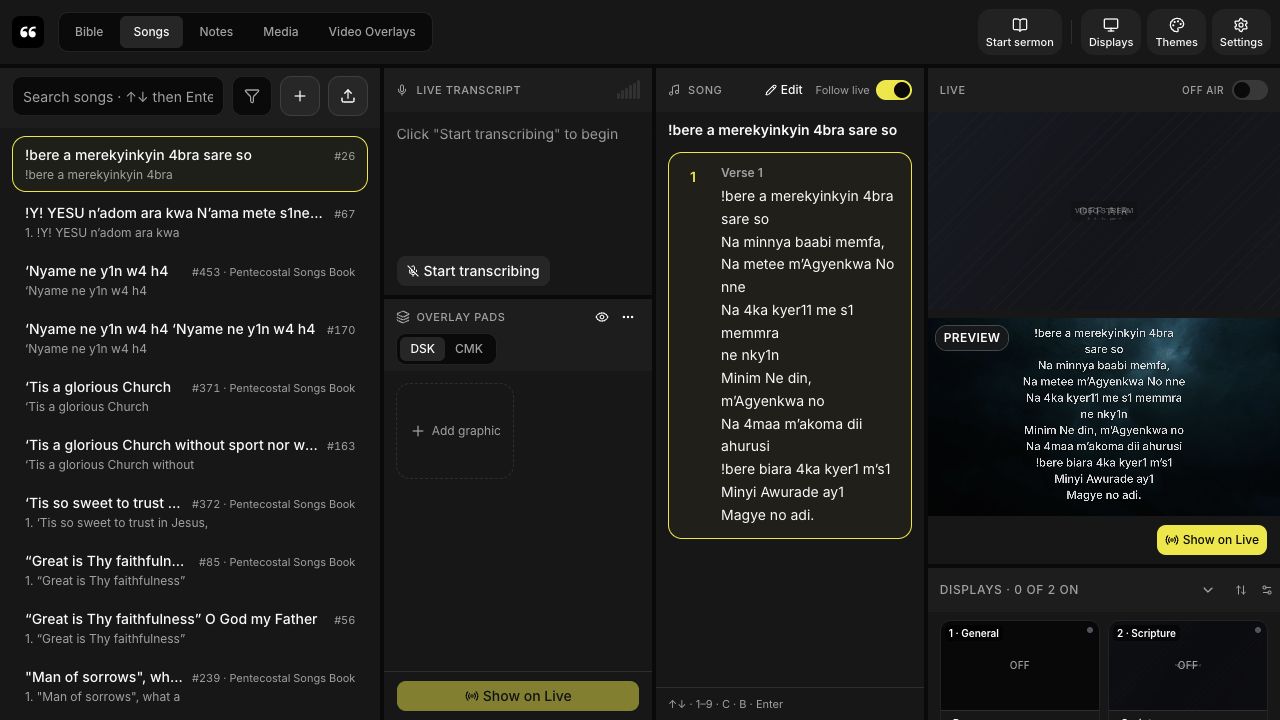 Bible
Songs
Notes
Media
Video Overlays
Start sermon
Displays
Themes
Settings
Search songs · ↑↓ then Ente
!bere a merekyinkyin 4bra sare so #26
!bere a merekyinkyin 4bra
!Y! YESU n’adom ara kwa N’ama mete s1ne... #67
1. !Y! YESU n’adom ara kwa
‘Nyame ne y1n w4 h4 #453 · Pentecostal Songs Book
‘Nyame ne y1n w4 h4
‘Nyame ne y1n w4 h4 ‘Nyame ne y1n w4 h4 #170
‘Nyame ne y1n w4 h4
‘Tis a glorious Church #371 · Pentecostal Songs Book
‘Tis a glorious Church
‘Tis a glorious Church without sport nor w... #163
‘Tis a glorious Church without
‘Tis so sweet to trust ... #372 · Pentecostal Songs Book
1. ‘Tis so sweet to trust in Jesus,
“Great is Thy faithfuln... #85 · Pentecostal Songs Book
1. “Great is Thy faithfulness”
“Great is Thy faithfulness” O God my Father #56
1. “Great is Thy faithfulness”
"Man of sorrows", wh... #239 · Pentecostal Songs Book
1. "Man of sorrows", what a
LIVE TRANSCRIPT
Click "Start transcribing" to begin
Start transcribing
OVERLAY PADS
DSK
CMK
Add graphic
Show on Live
SONG
Edit
Follow live
!bere a merekyinkyin 4bra sare so
1
Verse 1
!bere a merekyinkyin 4bra
sare so
Na minnya baabi memfa,
Na metee m’Agyenkwa No
nne
Na 4ka kyer11 me s1
memmra
ne nky1n
Minim Ne din,
m’Agyenkwa no
Na 4maa m’akoma dii
ahurusi
!bere biara 4ka kyer1 m’s1
Minyi Awurade ay1
Magye no adi.
↑↓ · 1–9 · C · B · Enter
LIVE
OFF AIR
PREVIEW
!bere a merekyinkyin 4bra
sare so
Na minnya baabi memfa,
Na metee m’Agyenkwa No nne
Na 4ka kyer11 me s1 memmra
ne nky1n
Minim Ne din, m’Agyenkwa no
Na 4maa m’akoma dii ahurusi
!bere biara 4ka kyer1 m’s1
Minyi Awurade ay1
Magye no adi.
Show on Live
DISPLAYS · 0 OF 2 ON
1 · General
OFF
2 · Scripture
OFF